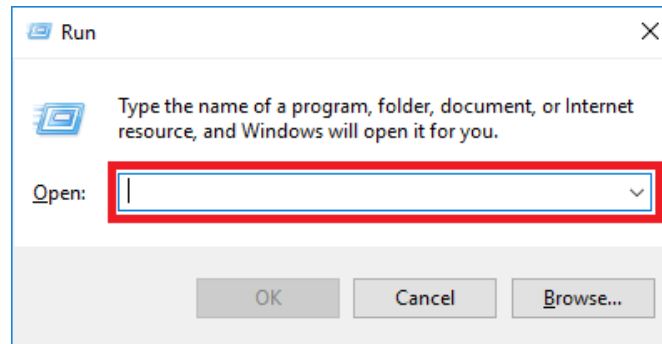 Run
Type the name of a program, folder, document, or Internet
resource, and Windows will open it for you.
Open:
OK
Cancel
Browse...